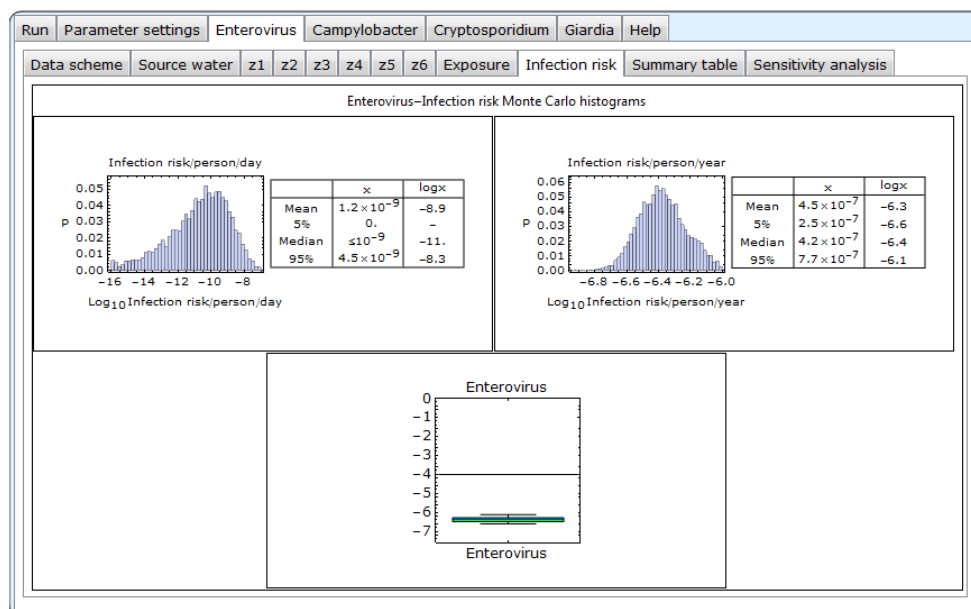 Run Parameter settings Enterovirus Campylobacter Cryptosporidium Giardia Help
Data scheme Source water z1 z2 z3 z4 z5 z6 Exposure Infection risk Summary table Sensitivity analysis
Enterovirus–Infection risk Monte Carlo histograms
Infection risk/person/day
0.05
0.04
0.03
0.02
0.01
0.00
P
−16 −14 −12 −10 −8
Log10 Infection risk/person/day
x logx
Mean 1.2×10^-9 −8.9
5% 0. –
Median ≤10^-9 −11.
95% 4.5×10^-9 −8.3
Infection risk/person/year
0.06
0.05
0.04
0.03
0.02
0.01
0.00
P
−6.8 −6.6 −6.4 −6.2 −6.0
Log10 Infection risk/person/year
x logx
Mean 4.5×10^-7 −6.3
5% 2.5×10^-7 −6.6
Median 4.2×10^-7 −6.4
95% 7.7×10^-7 −6.1
Enterovirus
0
−1
−2
−3
−4
−5
−6
−7
Enterovirus